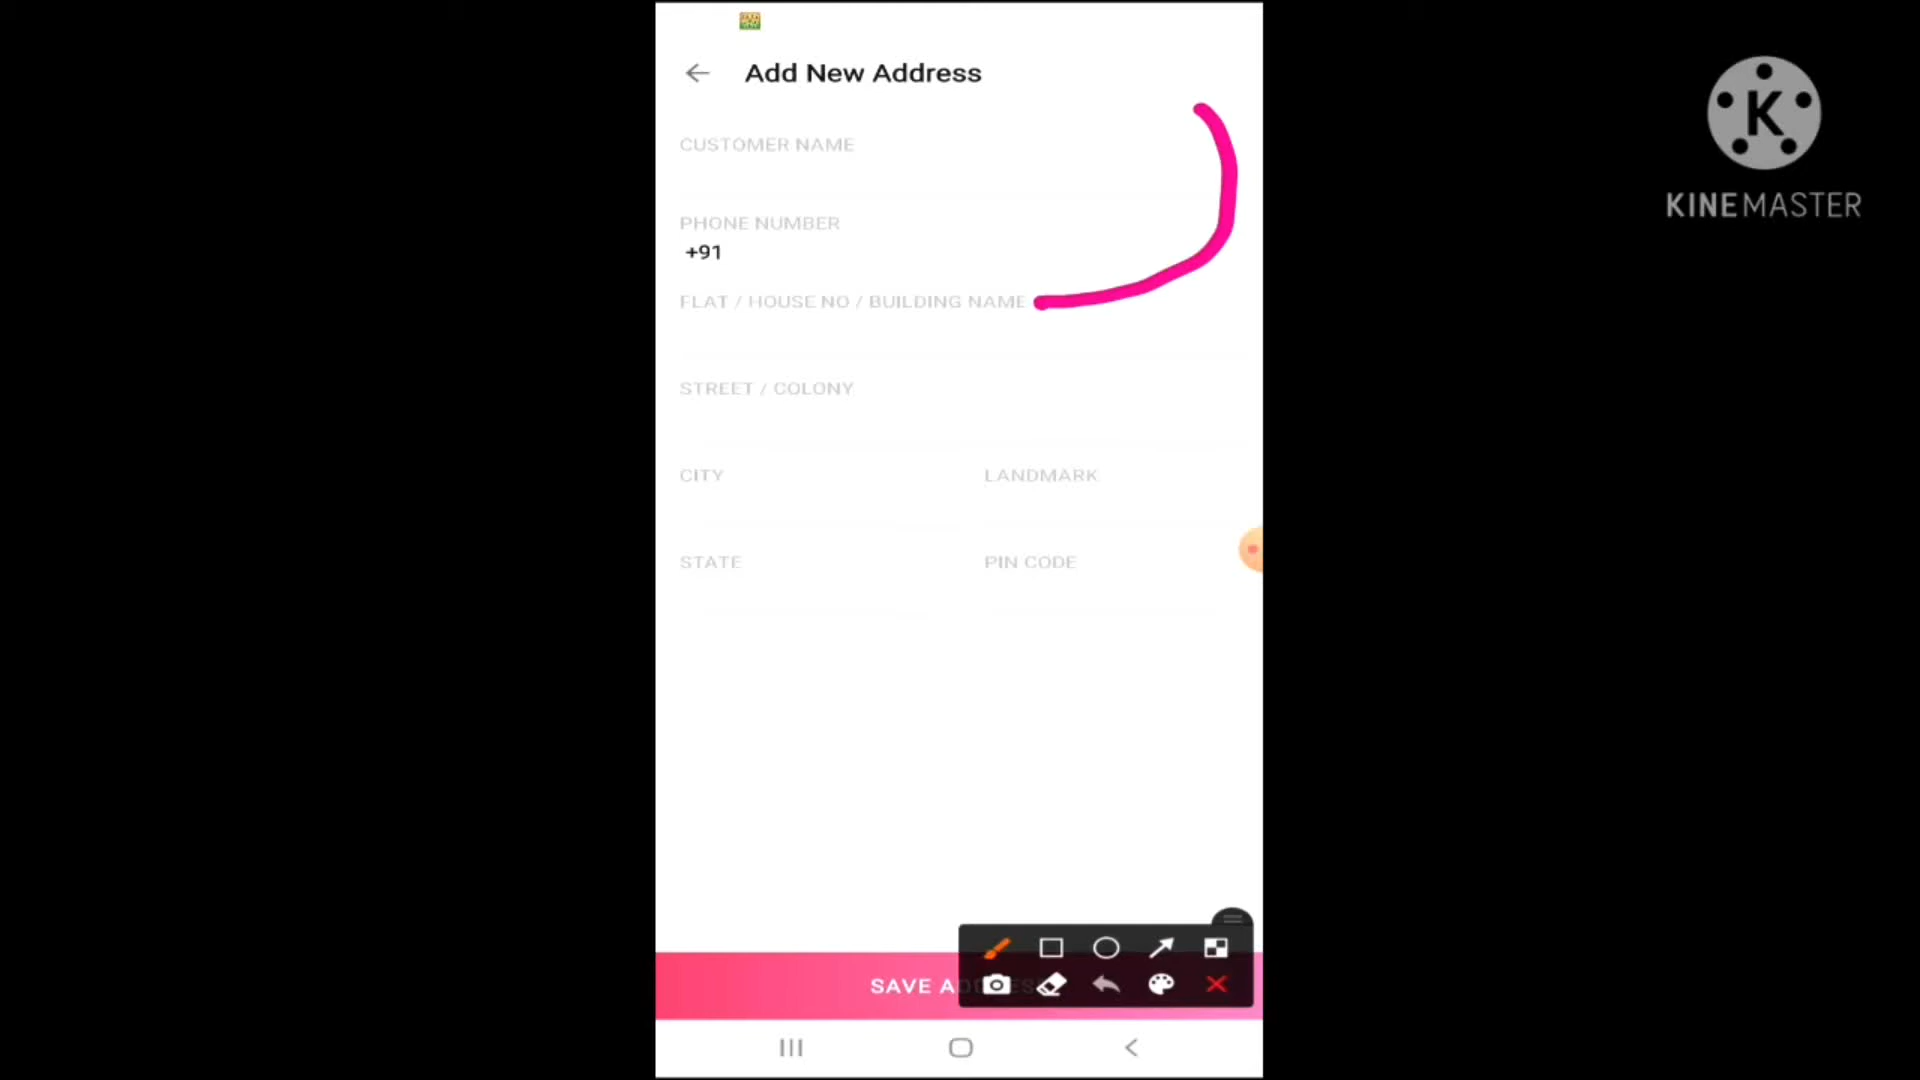 Add New Address
CUSTOMER NAME
PHONE NUMBER
+91
FLAT / HOUSE NO / BUILDING NAME
STREET / COLONY
CITY
LANDMARK
STATE
PIN CODE
SAVE
K
KINEMASTER